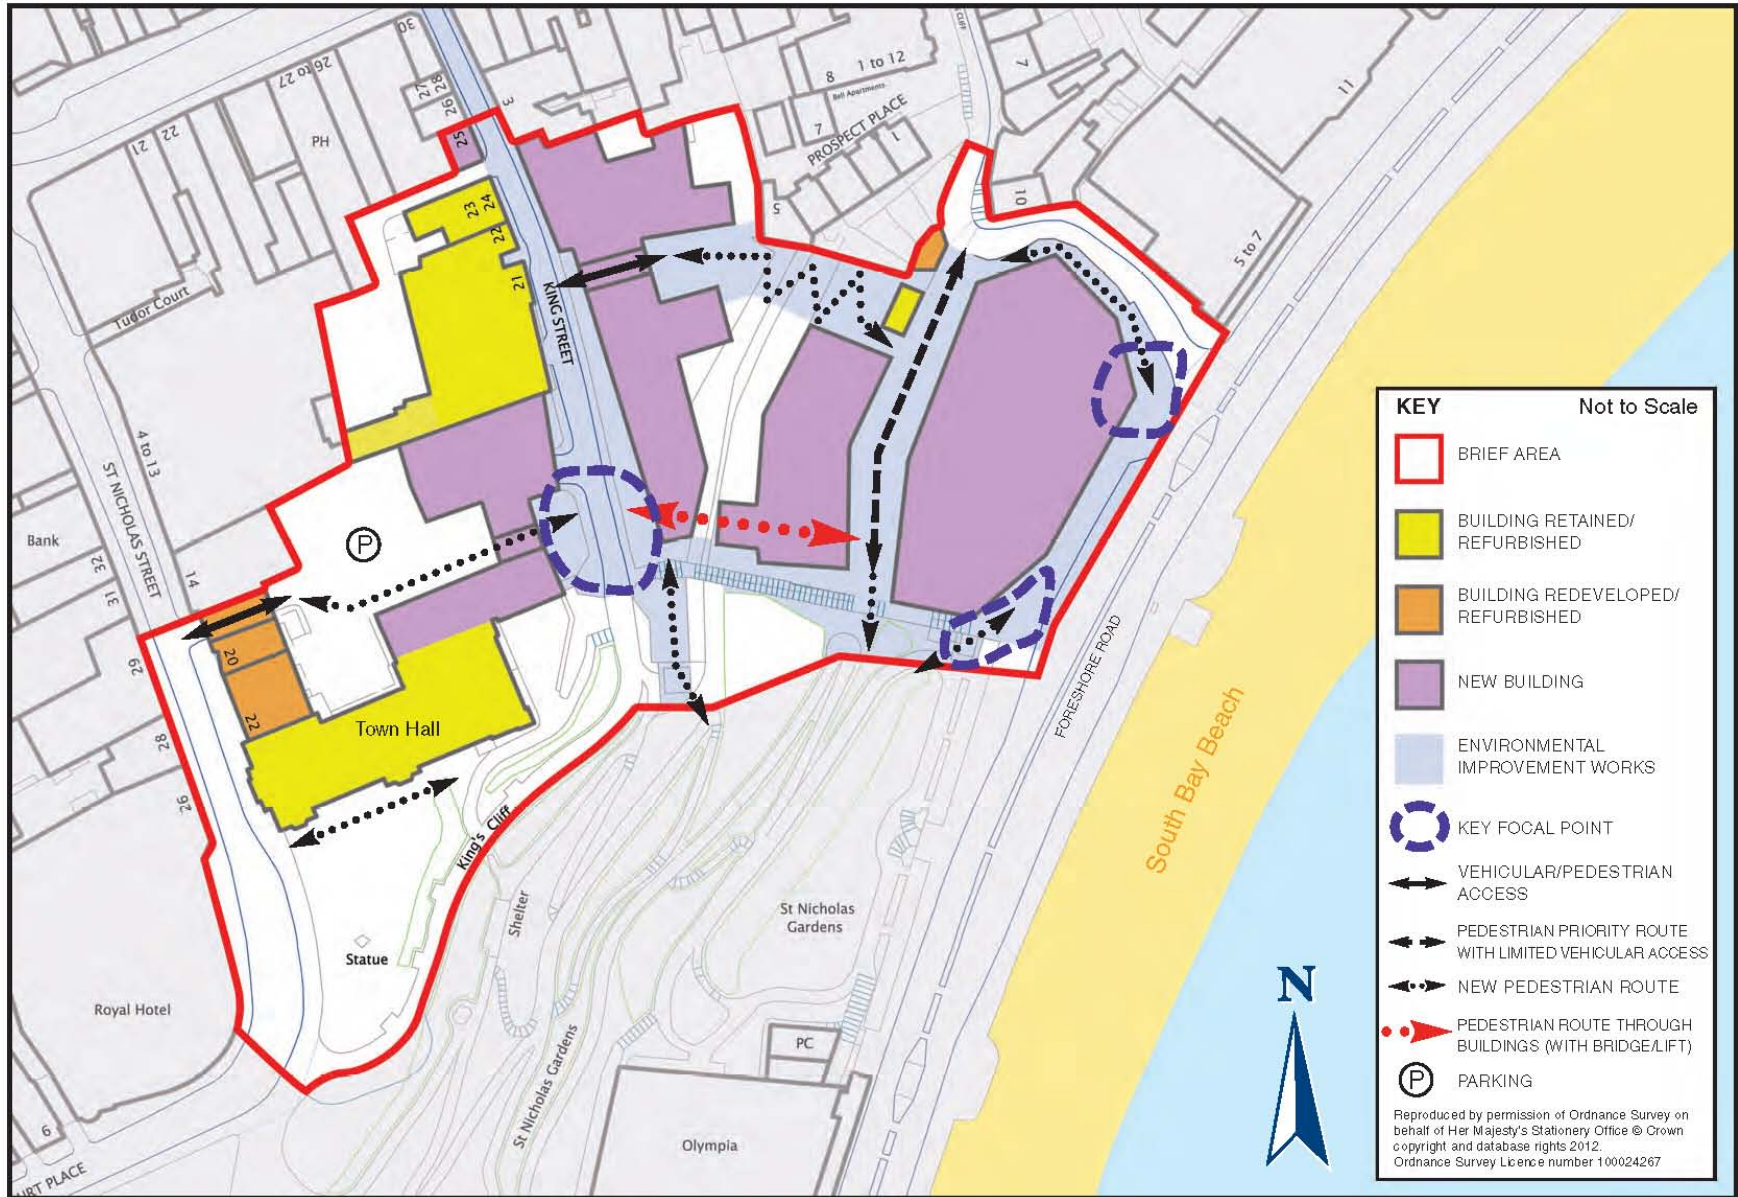 30
26 to 27
27
28
26
3
22
21
PH
25
8
1 to 12
Bell Apartments
7
7
PROSPECT PLACE
1
5
10
11
5 to 7
CLIFF
24
23
22
21
KING STREET
Tudor Court
4 to 13
ST NICHOLAS STREET
Bank
32
31
14
29
28
26
20
22
P
Town Hall
King's Cliff
Statue
Shelter
St Nicholas
Gardens
St Nicholas Gardens
Royal Hotel
FORESHORE ROAD
South Bay Beach
PC
Olympia
6
URT PLACE
N
KEY
Not to Scale
BRIEF AREA
BUILDING RETAINED/
REFURBISHED
BUILDING REDEVELOPED/
REFURBISHED
NEW BUILDING
ENVIRONMENTAL
IMPROVEMENT WORKS
KEY FOCAL POINT
VEHICULAR/PEDESTRIAN
ACCESS
PEDESTRIAN PRIORITY ROUTE
WITH LIMITED VEHICULAR ACCESS
NEW PEDESTRIAN ROUTE
PEDESTRIAN ROUTE THROUGH
BUILDINGS (WITH BRIDGE/LIFT)
P
PARKING
Reproduced by permission of Ordnance Survey on
behalf of Her Majesty's Stationery Office © Crown
copyright and database rights 2012.
Ordnance Survey Licence number 100024267